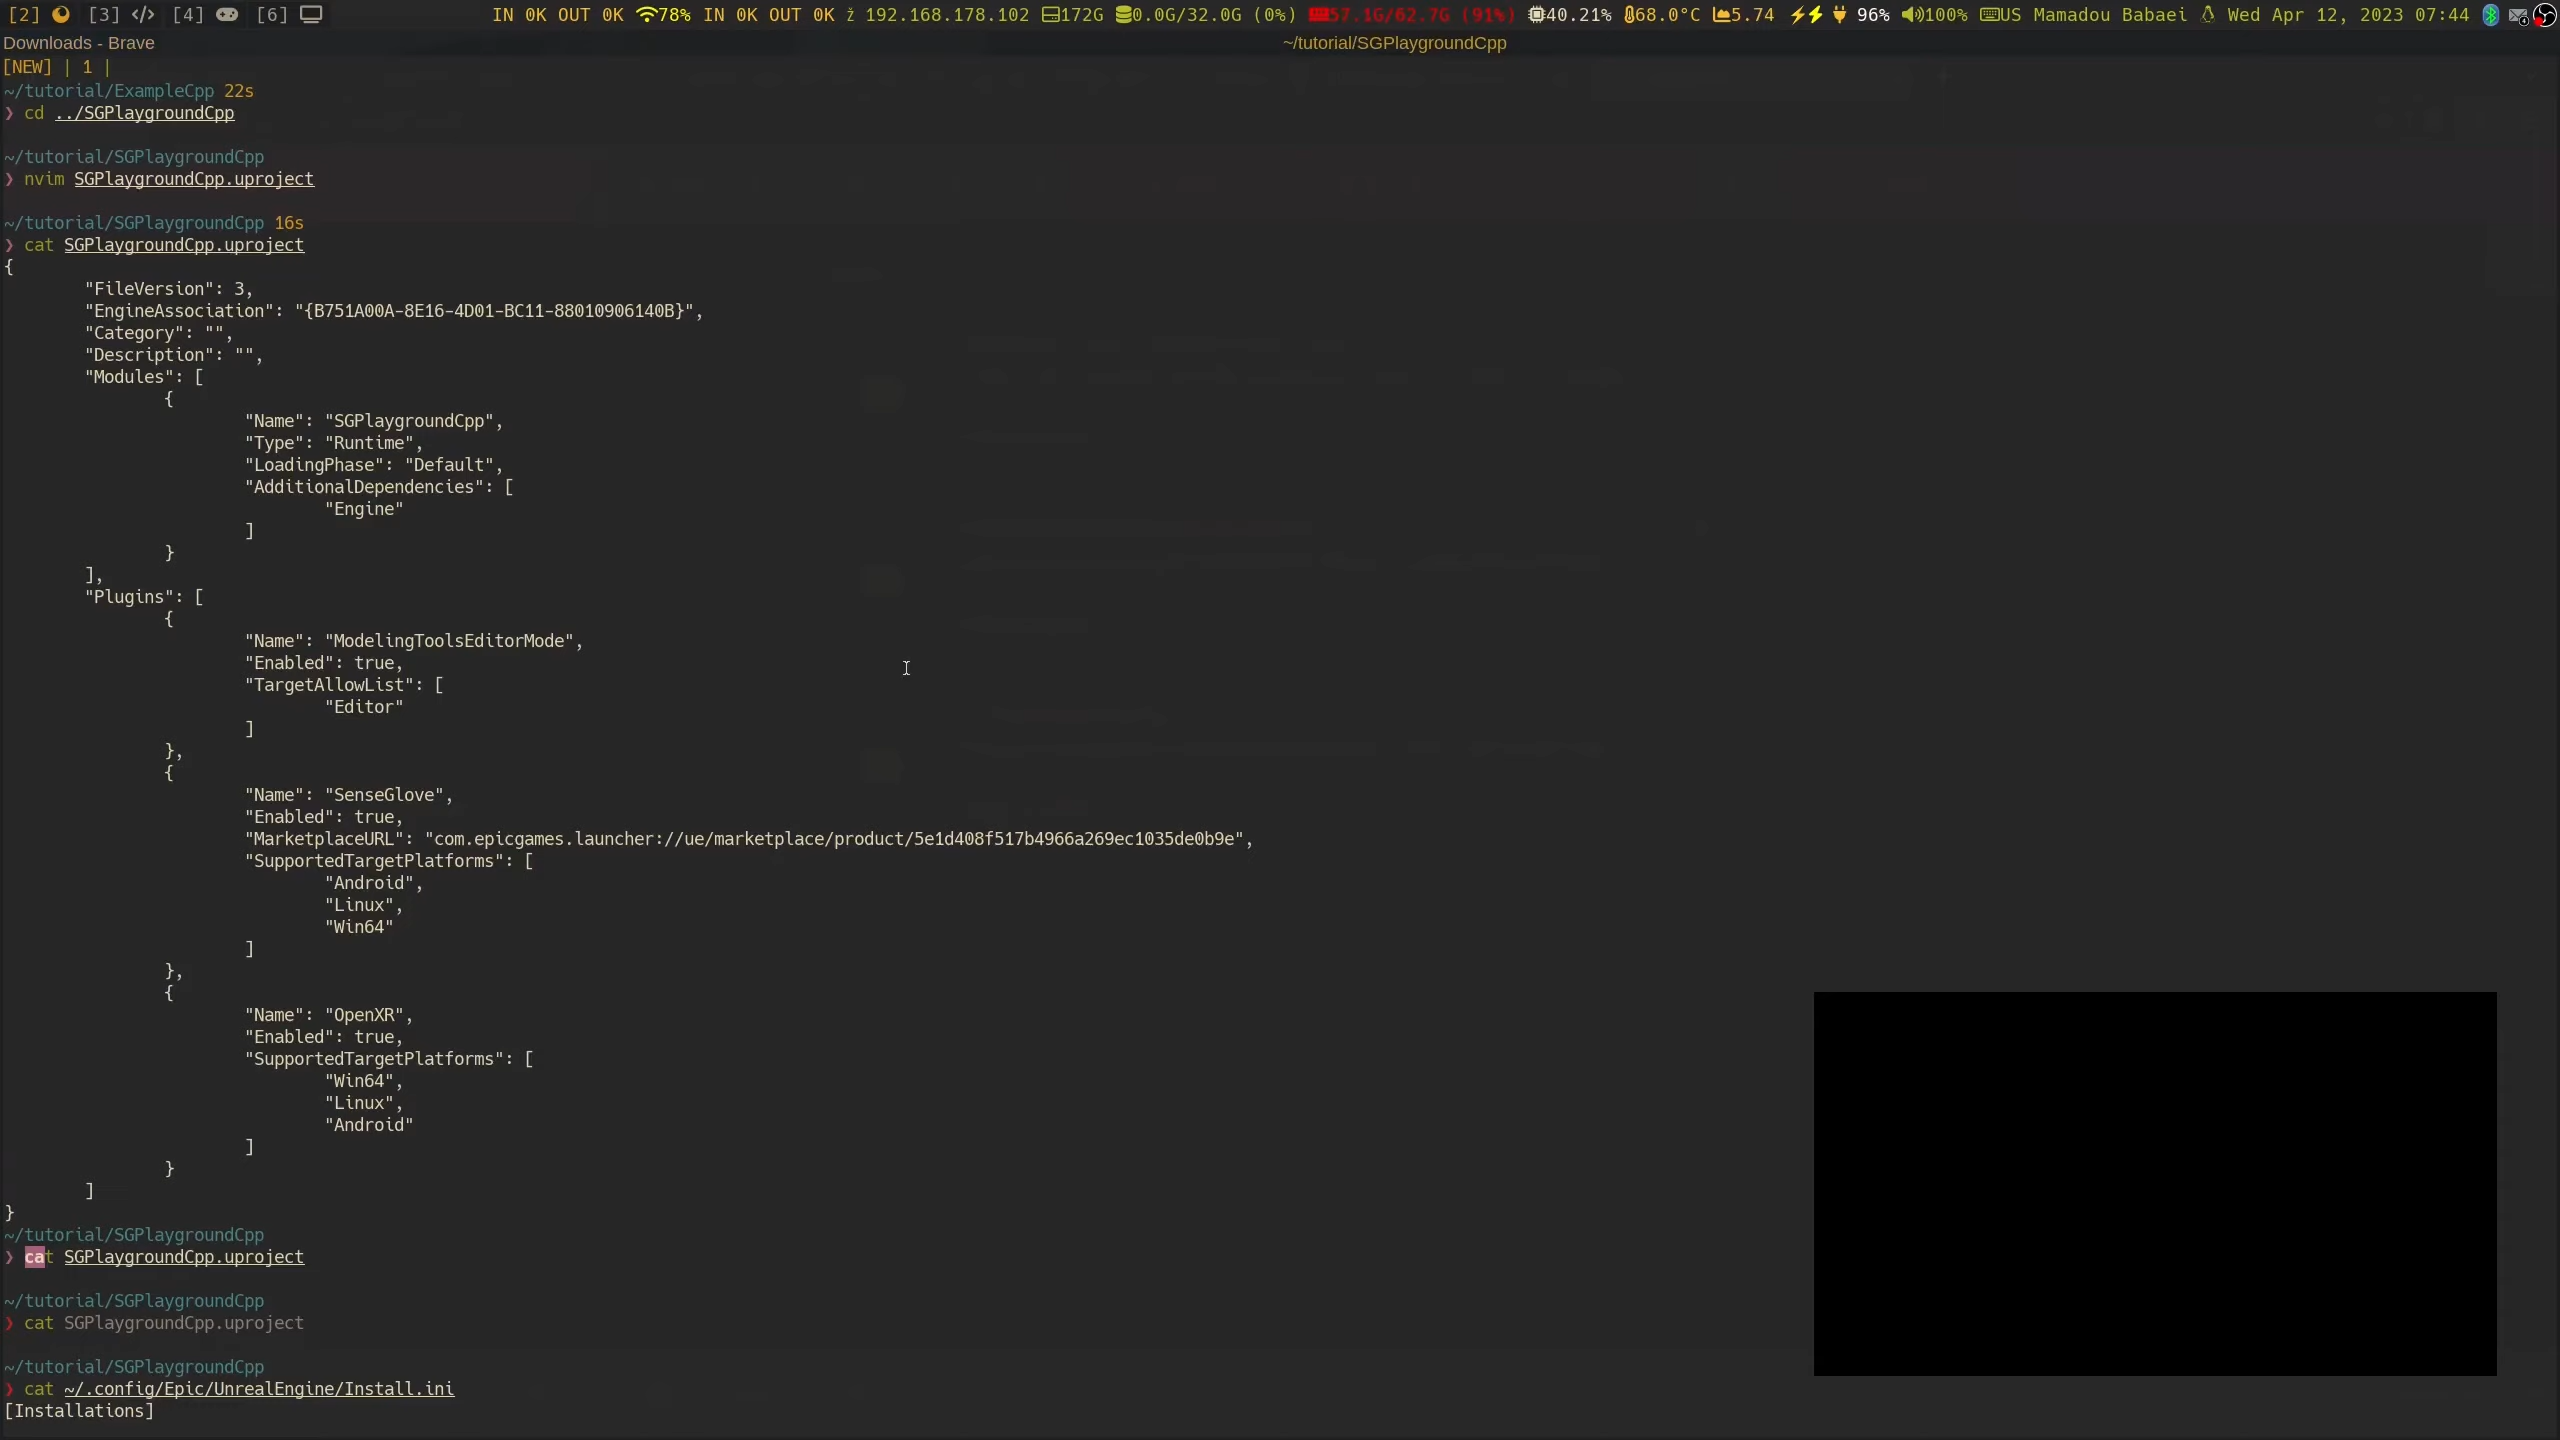 [2] [3] </> [4] [6] IN 0K OUT 0K 78% IN 0K OUT 0K ž 192.168.178.102 172G 0.0G/32.0G (0%) 57.1G/62.7G (91%) 40.21% 68.0°C 5.74 96% 100% US Mamadou Babaei Wed Apr 12, 2023 07:44
Downloads - Brave ~/tutorial/SGPlaygroundCpp
[NEW] | 1 |
~/tutorial/ExampleCpp 22s
❯ cd ../SGPlaygroundCpp
~/tutorial/SGPlaygroundCpp
❯ nvim SGPlaygroundCpp.uproject
~/tutorial/SGPlaygroundCpp 16s
❯ cat SGPlaygroundCpp.uproject
{
"FileVersion": 3,
"EngineAssociation": "{B751A00A-8E16-4D01-BC11-88010906140B}",
"Category": "",
"Description": "",
"Modules": [
{
"Name": "SGPlaygroundCpp",
"Type": "Runtime",
"LoadingPhase": "Default",
"AdditionalDependencies": [
"Engine"
]
}
],
"Plugins": [
{
"Name": "ModelingToolsEditorMode",
"Enabled": true,
"TargetAllowList": [
"Editor"
]
},
{
"Name": "SenseGlove",
"Enabled": true,
"MarketplaceURL": "com.epicgames.launcher://ue/marketplace/product/5e1d408f517b4966a269ec1035de0b9e",
"SupportedTargetPlatforms": [
"Android",
"Linux",
"Win64"
]
},
{
"Name": "OpenXR",
"Enabled": true,
"SupportedTargetPlatforms": [
"Win64",
"Linux",
"Android"
]
}
]
}
~/tutorial/SGPlaygroundCpp
❯ cat SGPlaygroundCpp.uproject
~/tutorial/SGPlaygroundCpp
❯ cat SGPlaygroundCpp.uproject
~/tutorial/SGPlaygroundCpp
❯ cat ~/.config/Epic/UnrealEngine/Install.ini
[Installations]